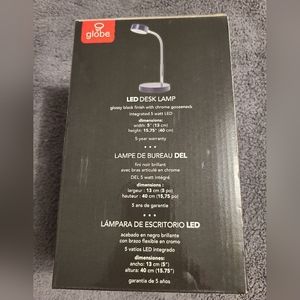 globe
LED DESK LAMP
glossy black finish with chrome gooseneck
integrated 5 watt LED
dimensions:
width: 5" (13 cm)
height: 15.75" (40 cm)
5-year warranty
LAMPE DE BUREAU DEL
fini noir brillant
avec bras articulé en chrome
DEL 5 watt intégré
dimensions :
largeur : 13 cm (5 po)
hauteur : 40 cm (15,75 po)
5 ans de garantie
LÁMPARA DE ESCRITORIO LED
acabado en negro brillante
con brazo flexible en cromo
5 vatios LED integrado
dimensiones:
ancho: 13 cm (5")
altura: 40 cm (15.75")
garantía de 5 años